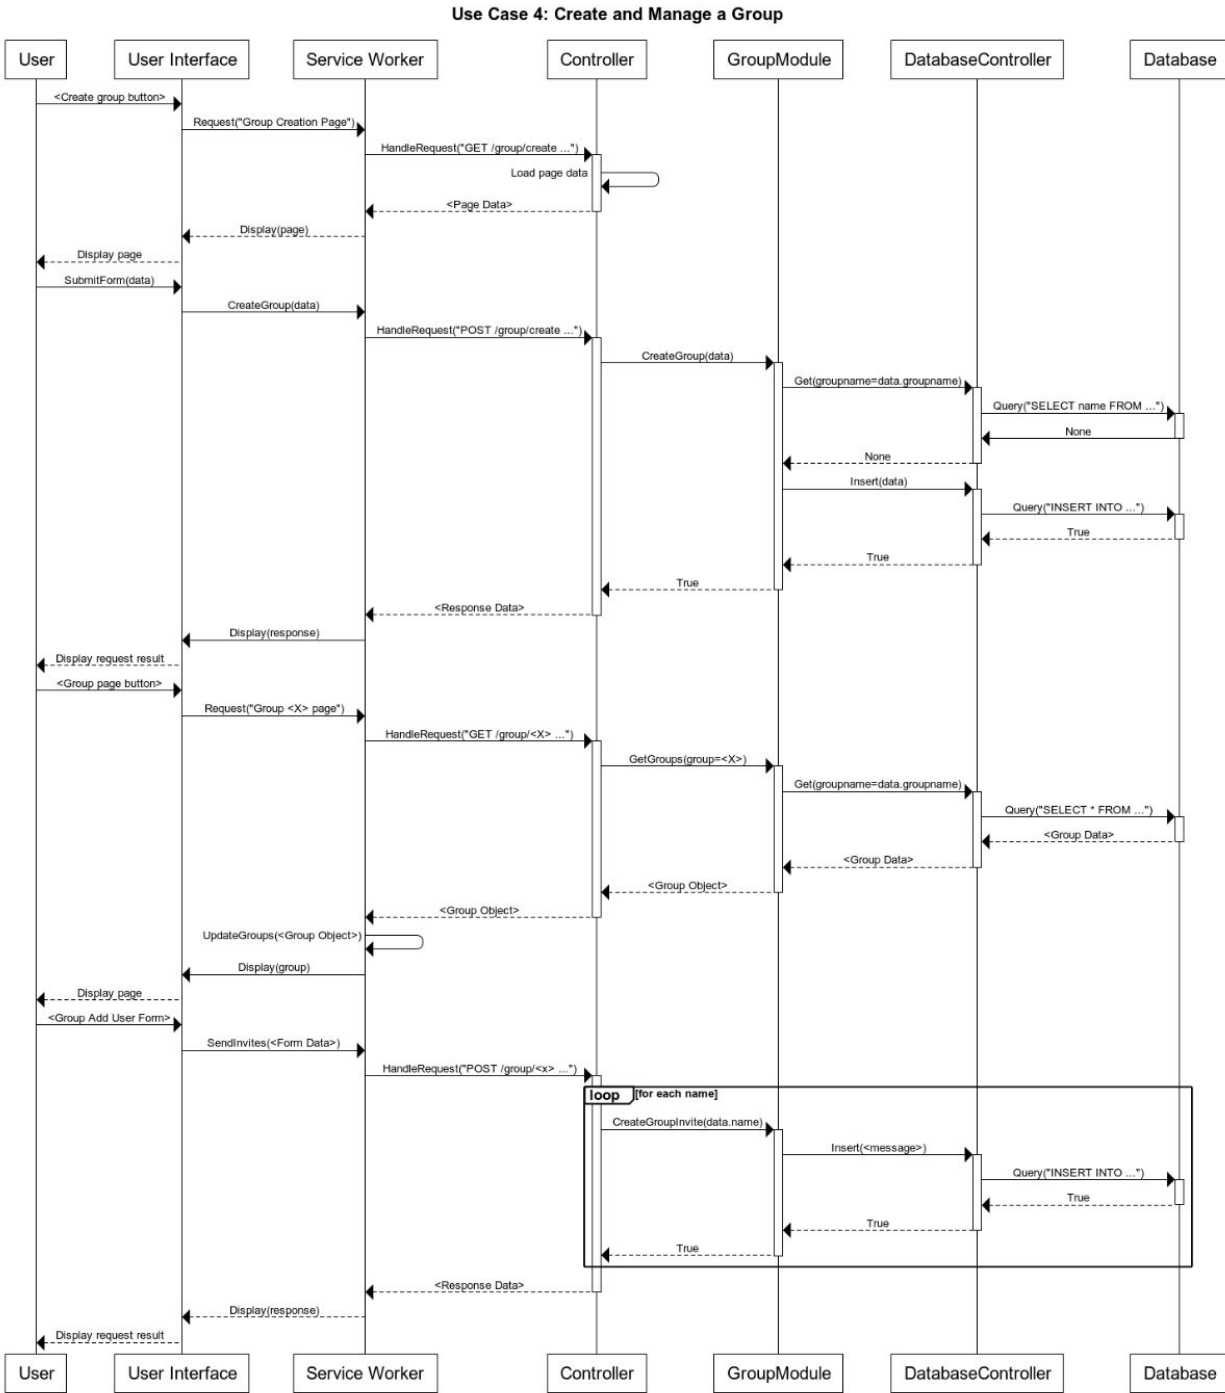 Use Case 4: Create and Manage a Group
User
User Interface
Service Worker
Controller
GroupModule
DatabaseController
Database
<Create group button>
Request("Group Creation Page")
HandleRequest("GET /group/create ...")
Load page data
<Page Data>
Display(page)
Display page
SubmitForm(data)
CreateGroup(data)
HandleRequest("POST /group/create ...")
CreateGroup(data)
Get(groupname=data.groupname)
Query("SELECT name FROM ...")
None
None
Insert(data)
Query("INSERT INTO ...")
True
True
True
<Response Data>
Display(response)
Display request result
<Group page button>
Request("Group <X> page")
HandleRequest("GET /group/<X> ...")
GetGroups(group=<X>)
Get(groupname=data.groupname)
Query("SELECT * FROM ...")
<Group Data>
<Group Data>
<Group Object>
<Group Object>
UpdateGroups(<Group Object>)
Display(group)
Display page
<Group Add User Form>
SendInvites(<Form Data>)
HandleRequest("POST /group/<x> ...")
loop [for each name]
CreateGroupInvite(data.name)
Insert(<message>)
Query("INSERT INTO ...")
True
True
True
<Response Data>
Display(response)
Display request result
User
User Interface
Service Worker
Controller
GroupModule
DatabaseController
Database